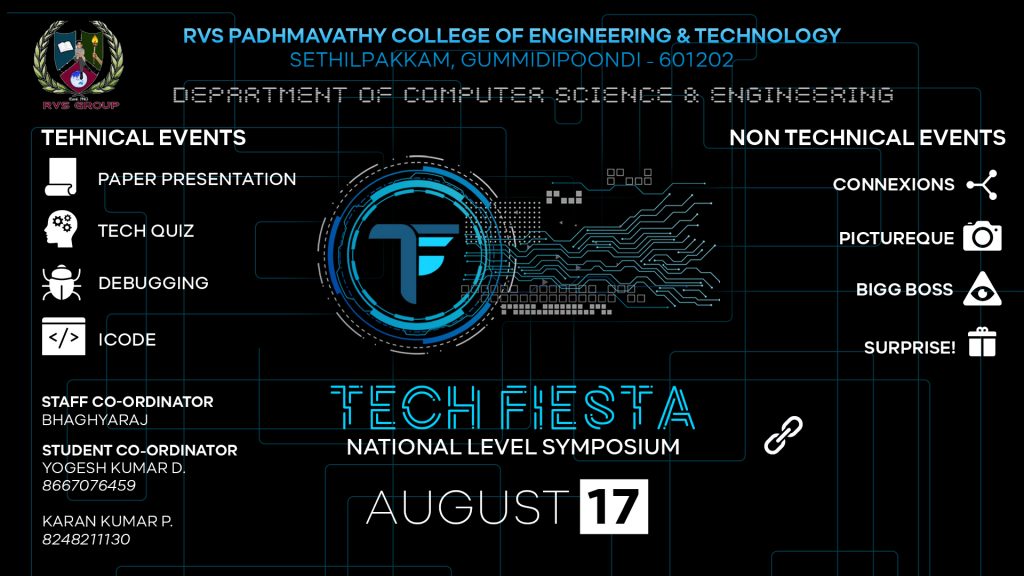 RVS PADHMAVATHY COLLEGE OF ENGINEERING & TECHNOLOGY
SETHILPAKKAM, GUMMIDIPOONDI - 601202
RVS GROUP
DEPARTMENT OF COMPUTER SCIENCE & ENGINEERING
TEHNICAL EVENTS
PAPER PRESENTATION
TECH QUIZ
DEBUGGING
</>
ICODE
NON TECHNICAL EVENTS
CONNEXIONS
PICTUREQUE
BIGG BOSS
SURPRISE!
TF
TECH FIESTA
NATIONAL LEVEL SYMPOSIUM
AUGUST 17
STAFF CO-ORDINATOR
BHAGHYARAJ
STUDENT CO-ORDINATOR
YOGESH KUMAR D.
8667076459
KARAN KUMAR P.
8248211130